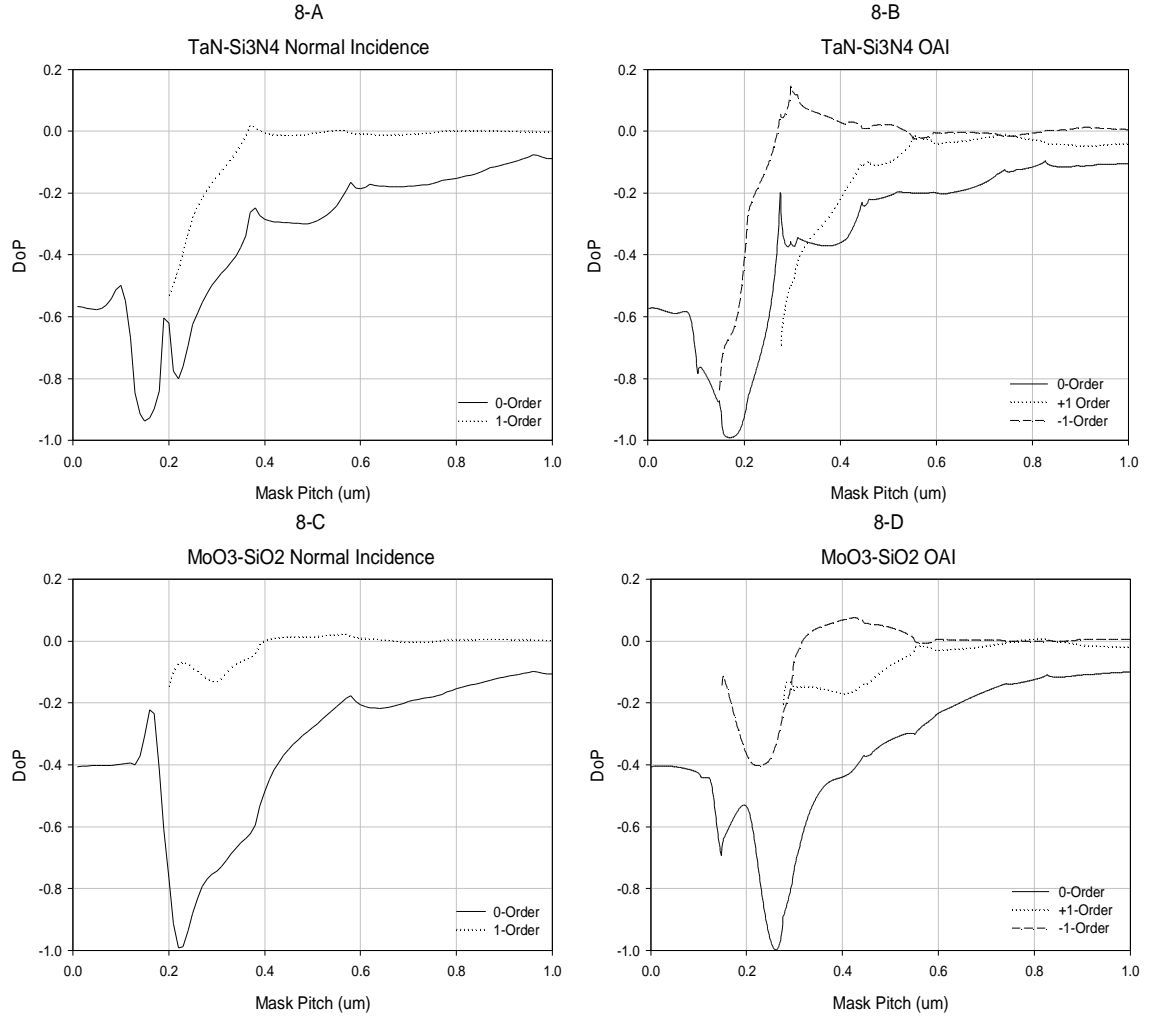 8-A
TaN-Si3N4 Normal Incidence
0.2
0.0
-0.2
-0.4
-0.6
-0.8
-1.0
DoP
0.0 0.2 0.4 0.6 0.8 1.0
Mask Pitch (um)
0-Order
1-Order
8-B
TaN-Si3N4 OAI
0.2
0.0
-0.2
-0.4
-0.6
-0.8
-1.0
DoP
0.0 0.2 0.4 0.6 0.8 1.0
Mask Pitch (um)
0-Order
+1 Order
-1-Order
8-C
MoO3-SiO2 Normal Incidence
0.2
0.0
-0.2
-0.4
-0.6
-0.8
-1.0
DoP
0.0 0.2 0.4 0.6 0.8 1.0
Mask Pitch (um)
0-Order
1-Order
8-D
MoO3-SiO2 OAI
0.2
0.0
-0.2
-0.4
-0.6
-0.8
-1.0
DoP
0.0 0.2 0.4 0.6 0.8 1.0
Mask Pitch (um)
0-Order
+1-Order
-1-Order